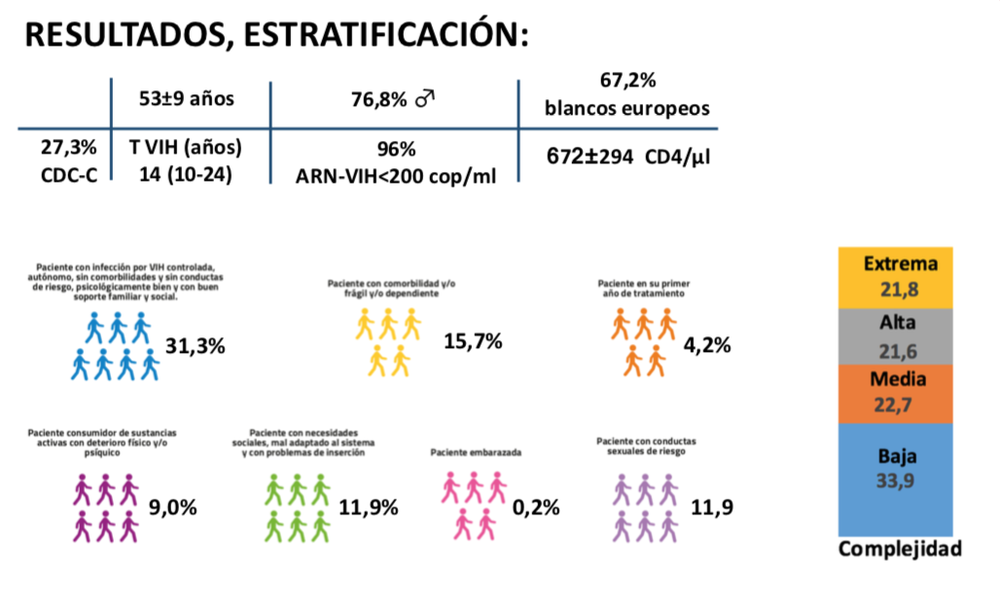 RESULTADOS, ESTRATIFICACIÓN:
53±9 años
76,8% ♂
67,2%
blancos europeos
27,3%
CDC-C
T VIH (años)
14 (10-24)
96%
ARN-VIH<200 cop/ml
672±294 CD4/µl
Paciente con infección por VIH controlada,
autónomo, sin comorbilidades y sin conductas
de riesgo, psicológicamente bien y con buen
soporte familiar y social.
31,3%
Paciente con comorbilidad y/o
frágil y/o dependiente
15,7%
Paciente en su primer
año de tratamiento
4,2%
Paciente consumidor de sustancias
activas con deterioro físico y/o
psíquico
9,0%
Paciente con necesidades
sociales, mal adaptado al sistema
y con problemas de inserción
11,9%
Paciente embarazada
0,2%
Paciente con conductas
sexuales de riesgo
11,9
Extrema
21,8
Alta
21,6
Media
22,7
Baja
33,9
Complejidad